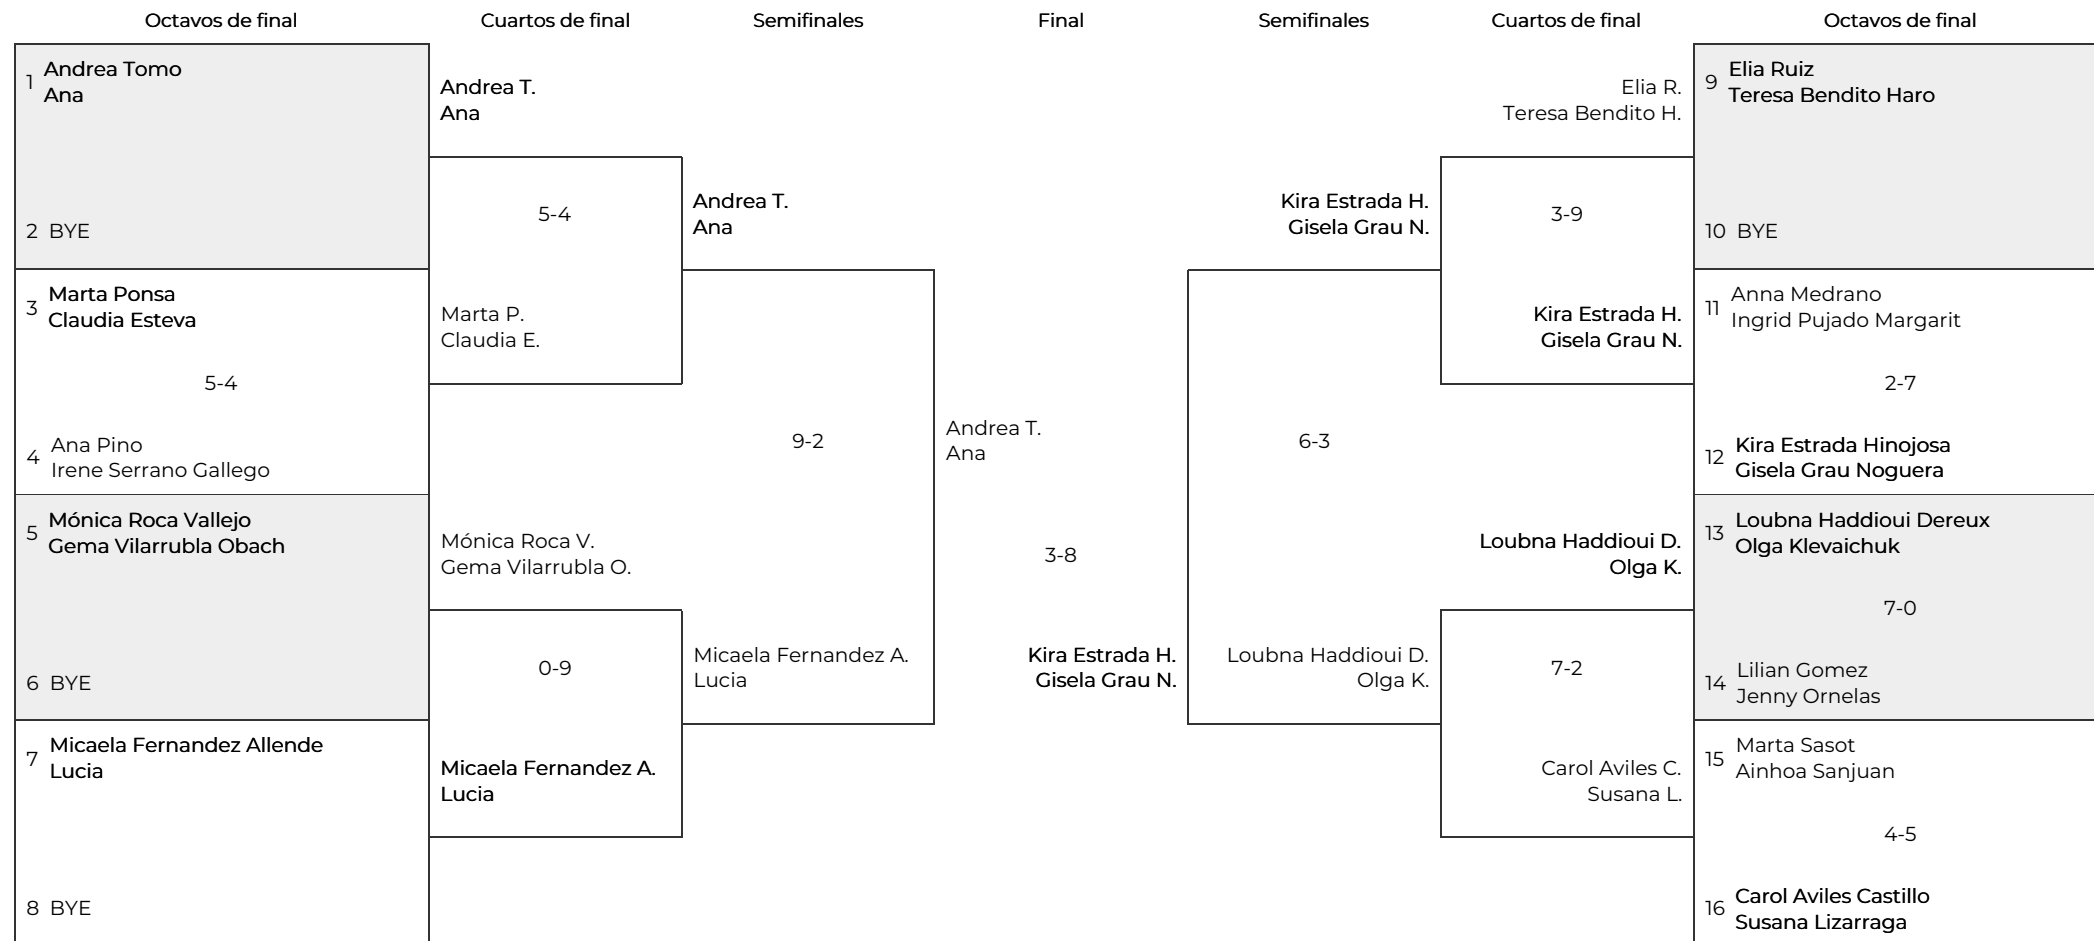 Octavos de final
Cuartos de final
Semifinales
Final
Semifinales
Cuartos de final
Octavos de final
1 Andrea Tomo
Ana
2 BYE
3 Marta Ponsa
Claudia Esteva
5-4
4 Ana Pino
Irene Serrano Gallego
5 Mónica Roca Vallejo
Gema Vilarrubla Obach
6 BYE
7 Micaela Fernandez Allende
Lucia
8 BYE
Andrea T.
Ana
5-4
Marta P.
Claudia E.
Mónica Roca V.
Gema Vilarrubla O.
0-9
Micaela Fernandez A.
Lucia
Andrea T.
Ana
9-2
Micaela Fernandez A.
Lucia
Andrea T.
Ana
3-8
Kira Estrada H.
Gisela Grau N.
Kira Estrada H.
Gisela Grau N.
6-3
Loubna Haddioui D.
Olga K.
Elia R.
Teresa Bendito H.
3-9
Kira Estrada H.
Gisela Grau N.
Loubna Haddioui D.
Olga K.
7-2
Carol Aviles C.
Susana L.
9 Elia Ruiz
Teresa Bendito Haro
10 BYE
11 Anna Medrano
Ingrid Pujado Margarit
2-7
12 Kira Estrada Hinojosa
Gisela Grau Noguera
13 Loubna Haddioui Dereux
Olga Klevaichuk
7-0
14 Lilian Gomez
Jenny Ornelas
15 Marta Sasot
Ainhoa Sanjuan
4-5
16 Carol Aviles Castillo
Susana Lizarraga